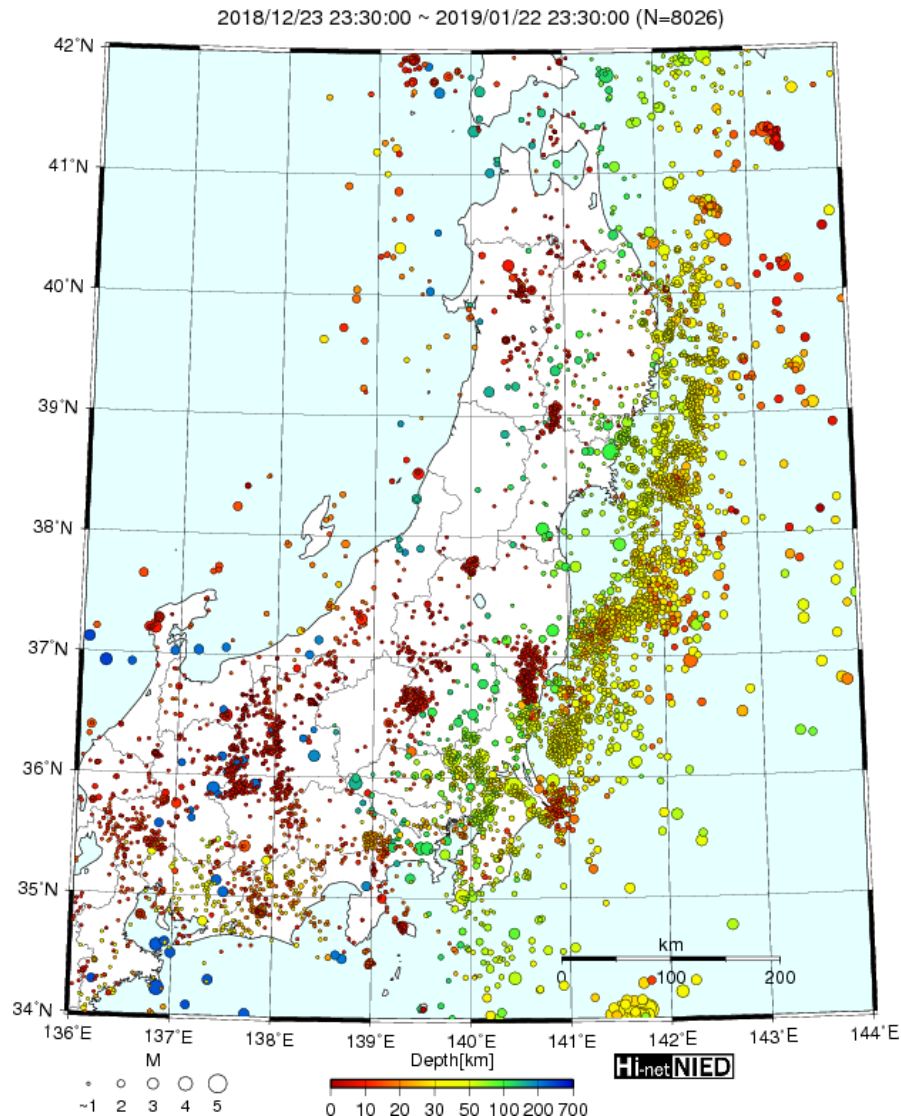 2018/12/23 23:30:00 ~ 2019/01/22 23:30:00 (N=8026)
42°N
41°N
40°N
39°N
38°N
37°N
36°N
35°N
34°N
km
0 100 200
136°E 137°E 138°E 139°E 140°E 141°E 142°E 143°E 144°E
M
~1 2 3 4 5
Depth[km]
0 10 20 30 50 100 200 700
Hi-net NIED